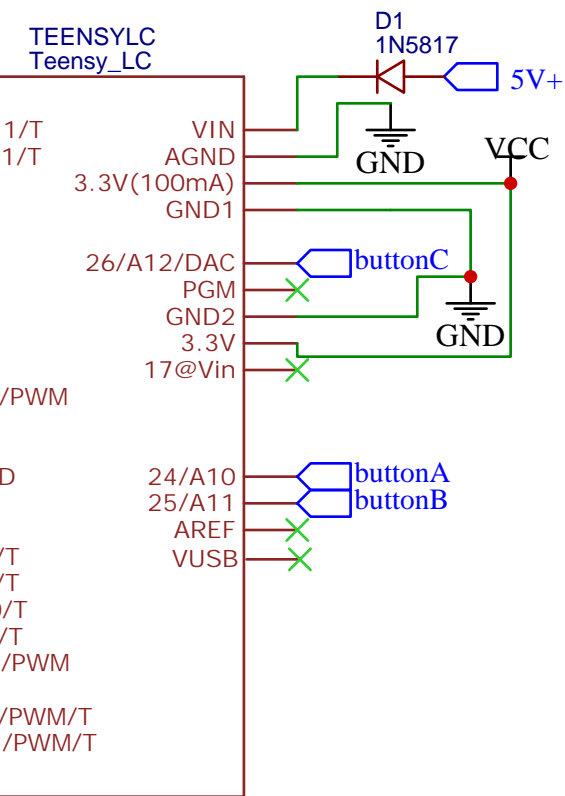 TEENSYLC
Teensy_LC
D1
1N5817
5V+
1/T
VIN
1/T
AGND
GND
VCC
3.3V(100mA)
GND1
26/A12/DAC
buttonC
PGM
GND2
GND
3.3V
17@Vin
/PWM
D
24/A10
buttonA
25/A11
buttonB
AREF
/T
VUSB
/T
/T
/T
/PWM
/PWM/T
/PWM/T